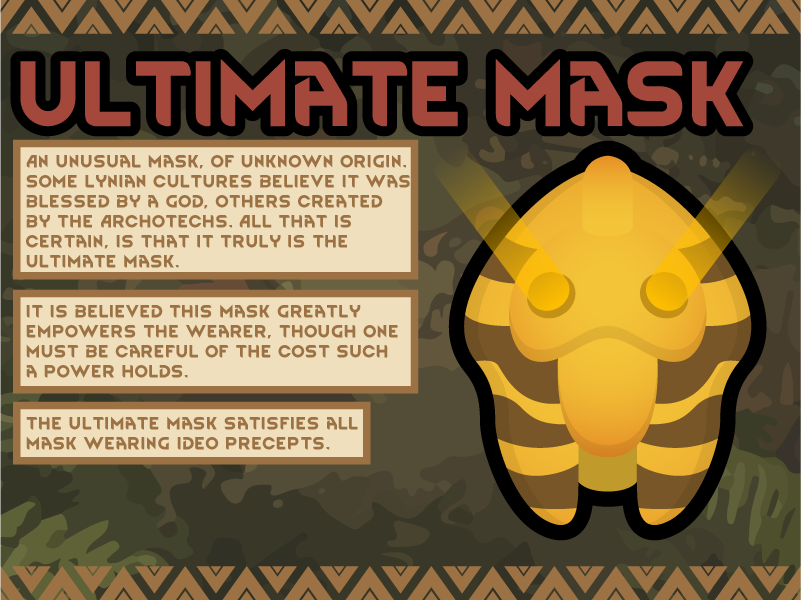 ULTIMATE MASK
AN UNUSUAL MASK, OF UNKNOWN ORIGIN.
SOME LYNIAN CULTURES BELIEVE IT WAS
BLESSED BY A GOD, OTHERS CREATED
BY THE ARCHOTECHS. ALL THAT IS
CERTAIN, IS THAT IT TRULY IS THE
ULTIMATE MASK.
IT IS BELIEVED THIS MASK GREATLY
EMPOWERS THE WEARER, THOUGH ONE
MUST BE CAREFUL OF THE COST SUCH
A POWER HOLDS.
THE ULTIMATE MASK SATISFIES ALL
MASK WEARING IDEO PRECEPTS.